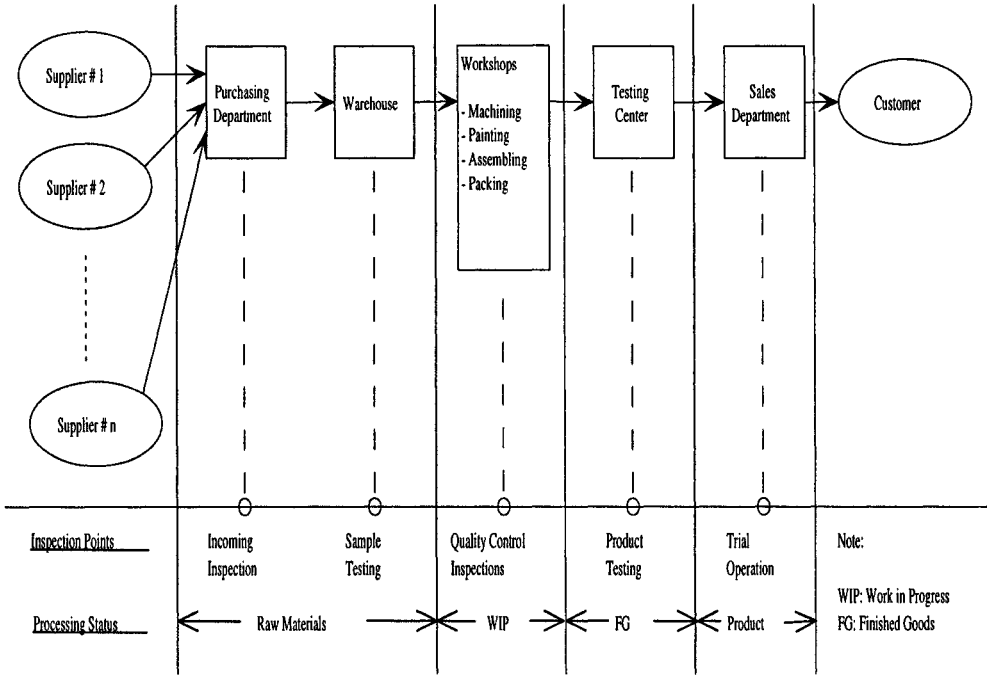 Supplier # 1
Supplier # 2
Supplier # n
Purchasing
Department
Warehouse
Workshops
- Machining
- Painting
- Assembling
- Packing
Testing
Center
Sales
Department
Customer
Inspection Points
Incoming
Inspection
Sample
Testing
Quality Control
Inspections
Product
Testing
Trial
Operation
Note:
WIP: Work in Progress
FG: Finished Goods
Processing Status
Raw Materials
WIP
FG
Product